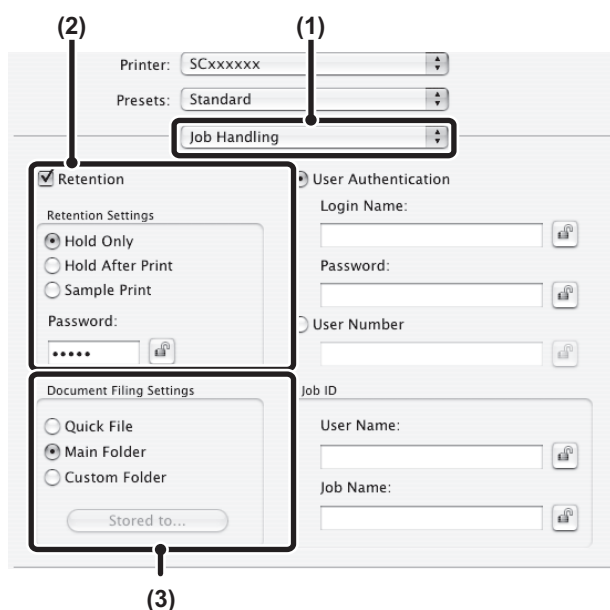 (2)
(1)
Printer: SCxxxxxx
Presets: Standard
Job Handling
Retention
Retention Settings
Hold Only
Hold After Print
Sample Print
Password:
•••••
User Authentication
Login Name:
Password:
User Number
Document Filing Settings
Quick File
Main Folder
Custom Folder
Stored to...
Job ID
User Name:
Job Name:
(3)